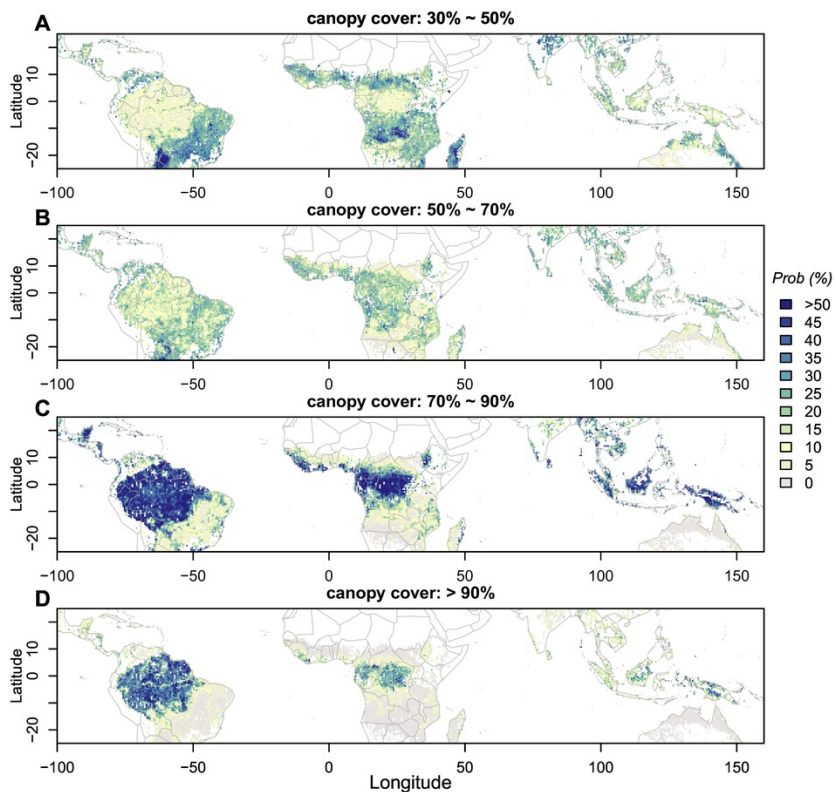 A canopy cover: 30% ~ 50%
Latitude
10
0
−20
−100 −50 0 50 100 150
B canopy cover: 50% ~ 70%
Latitude
10
0
−20
−100 −50 0 50 100 150
C canopy cover: 70% ~ 90%
Latitude
10
0
−20
−100 −50 0 50 100 150
D canopy cover: > 90%
Latitude
10
0
−20
−100 −50 0 50 100 150
Longitude
Prob (%)
>50
45
40
35
30
25
20
15
10
5
0